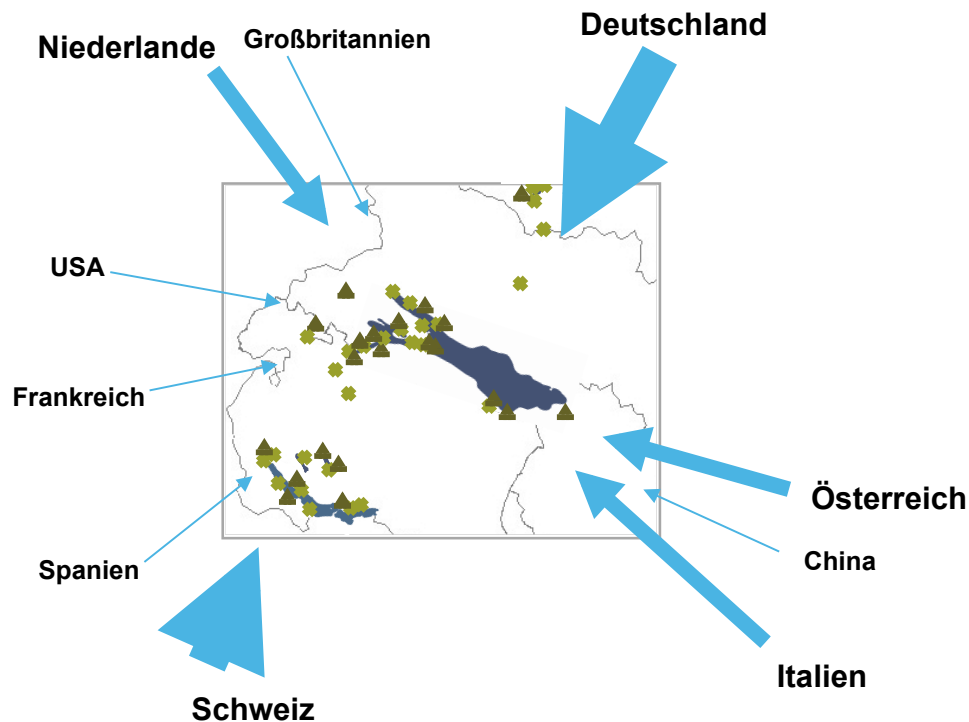 Deutschland
Großbritannien
Niederlande
USA
Frankreich
Österreich
China
Spanien
Italien
Schweiz